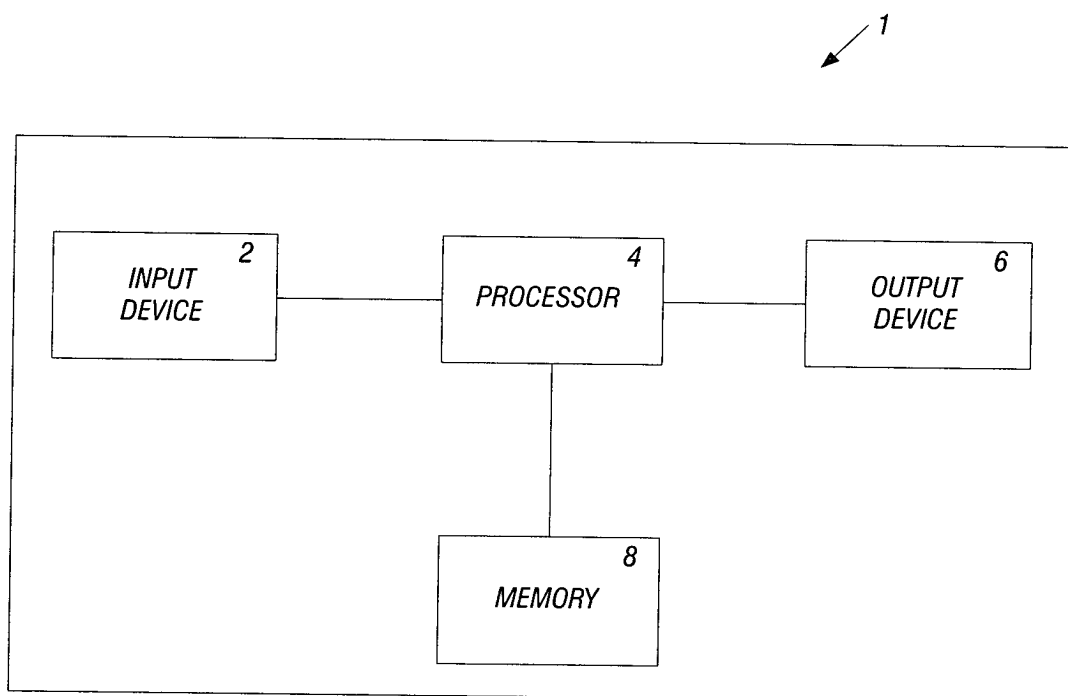 1
2
INPUT
DEVICE
4
PROCESSOR
6
OUTPUT
DEVICE
8
MEMORY